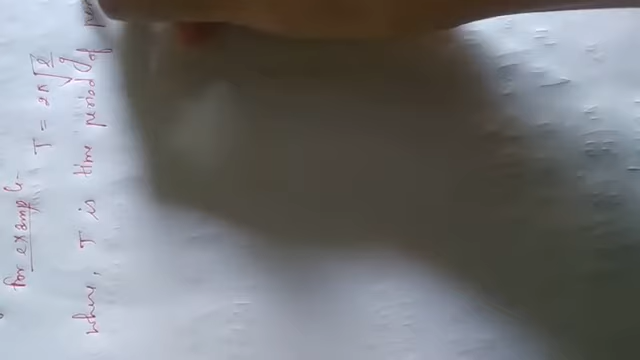 for example:-
T = 2π√l/g
where, T is time period of